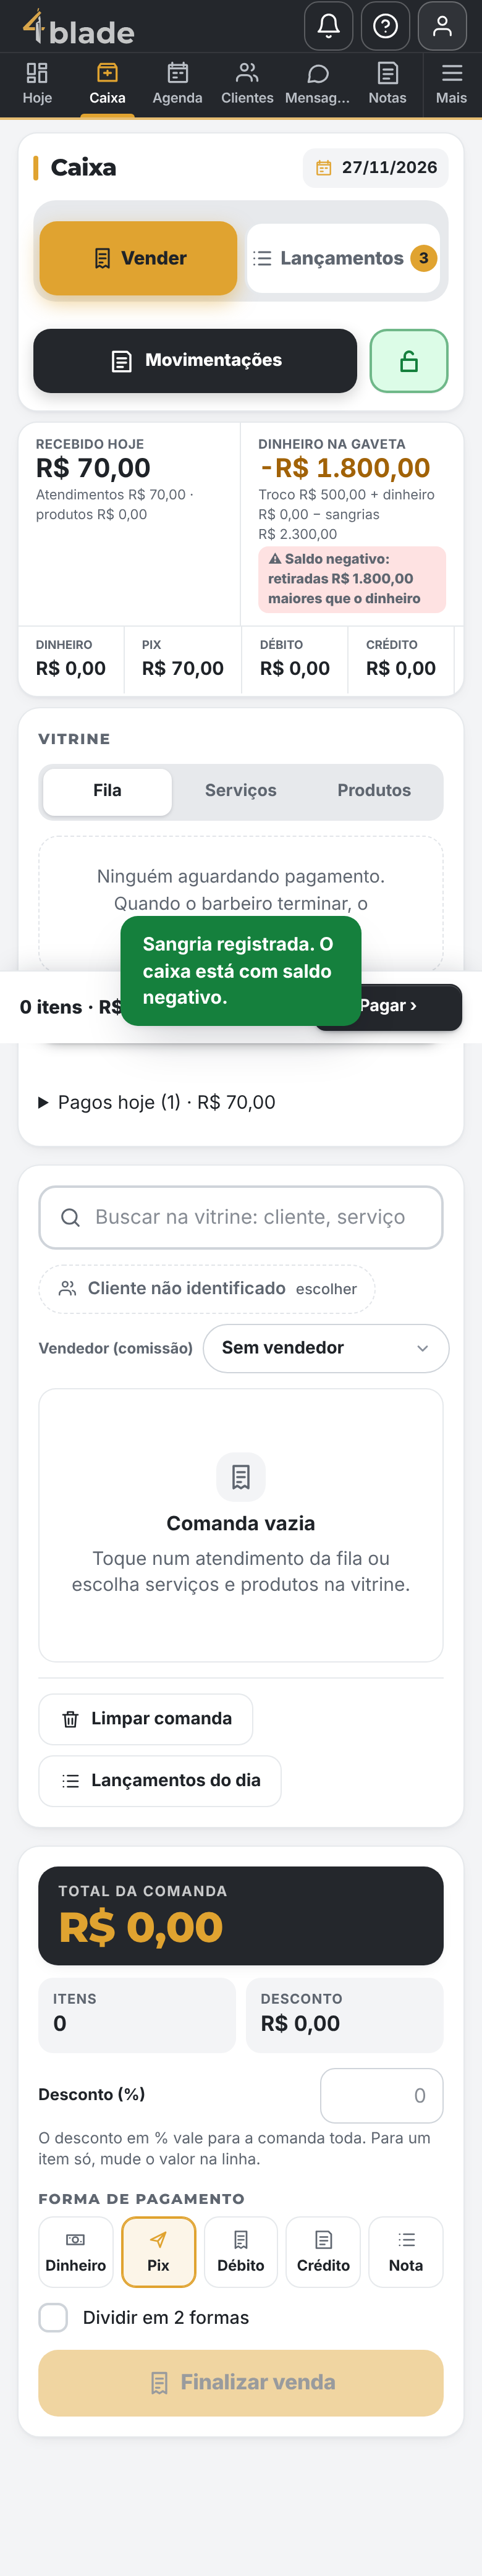 4blade
Hoje
Caixa
Agenda
Clientes
Mensag...
Notas
Mais
Caixa
27/11/2026
Vender
Lançamentos 3
Movimentações
RECEBIDO HOJE
R$ 70,00
Atendimentos R$ 70,00 ·
produtos R$ 0,00
DINHEIRO NA GAVETA
-R$ 1.800,00
Troco R$ 500,00 + dinheiro
R$ 0,00 − sangrias
R$ 2.300,00
⚠ Saldo negativo:
retiradas R$ 1.800,00
maiores que o dinheiro
DINHEIRO
R$ 0,00
PIX
R$ 70,00
DÉBITO
R$ 0,00
CRÉDITO
R$ 0,00
VITRINE
Fila
Serviços
Produtos
Ninguém aguardando pagamento.
Quando o barbeiro terminar, o
Sangria registrada. O
caixa está com saldo
negativo.
0 itens · R$
Pagar ›
▶ Pagos hoje (1) · R$ 70,00
Buscar na vitrine: cliente, serviço
Cliente não identificado escolher
Vendedor (comissão)
Sem vendedor
Comanda vazia
Toque num atendimento da fila ou
escolha serviços e produtos na vitrine.
Limpar comanda
Lançamentos do dia
TOTAL DA COMANDA
R$ 0,00
ITENS
0
DESCONTO
R$ 0,00
Desconto (%)
0
O desconto em % vale para a comanda toda. Para um
item só, mude o valor na linha.
FORMA DE PAGAMENTO
Dinheiro
Pix
Débito
Crédito
Nota
Dividir em 2 formas
Finalizar venda